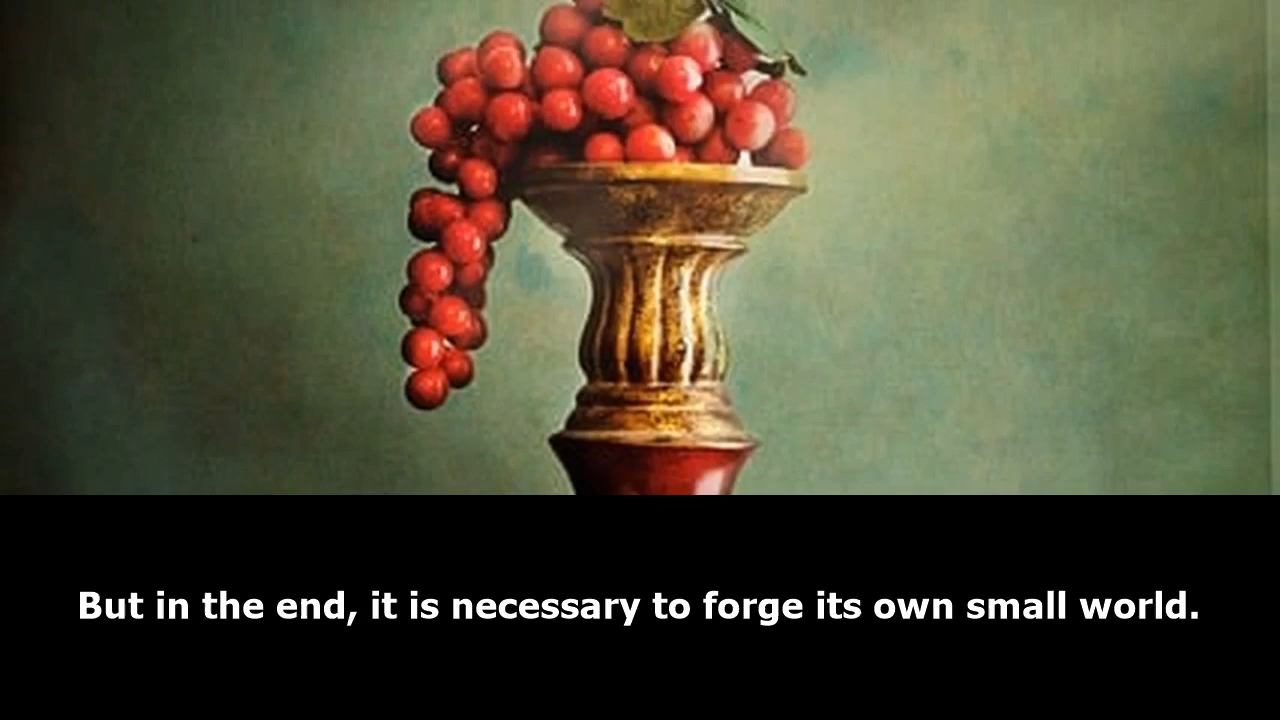 But in the end, it is necessary to forge its own small world.